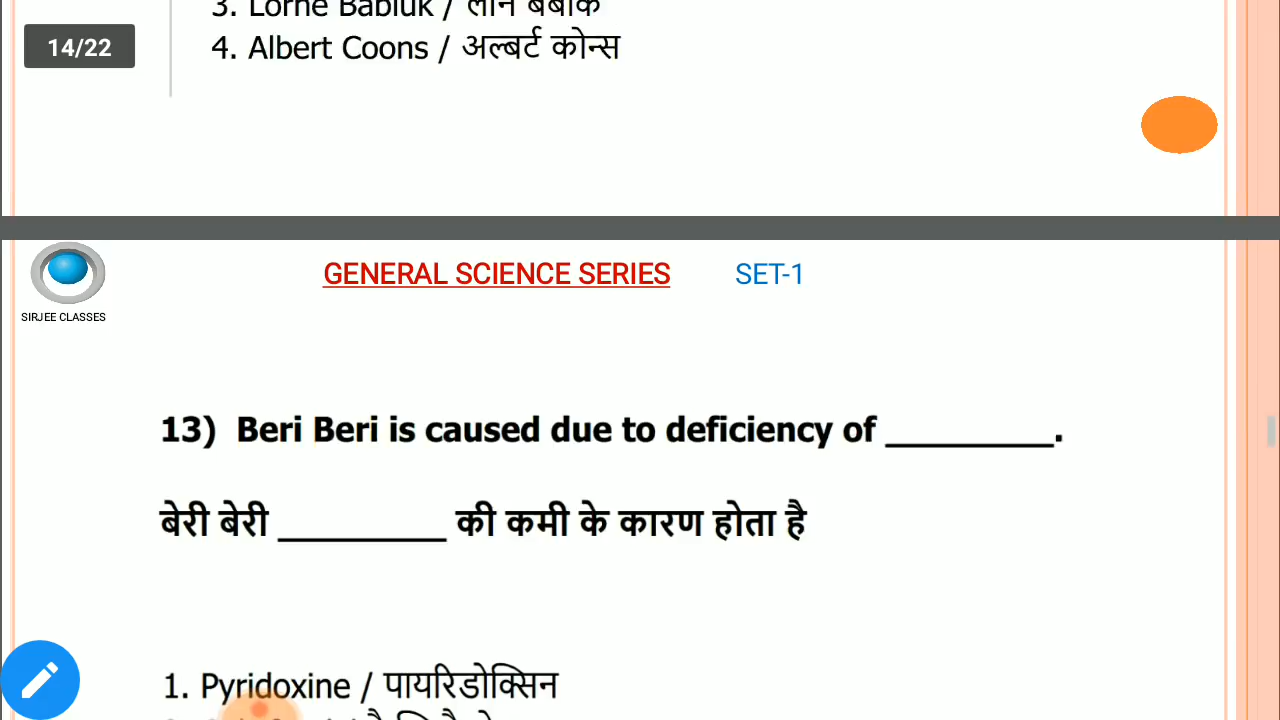 3. Lorne Babiuk /
4. Albert Coons / अल्बर्ट कोन्स
14/22
GENERAL SCIENCE SERIES SET-1
SIRJEE CLASSES
13) Beri Beri is caused due to deficiency of ________.
बेरी बेरी ________ की कमी के कारण होता है
1. Pyridoxine / पायरिडोक्सिन